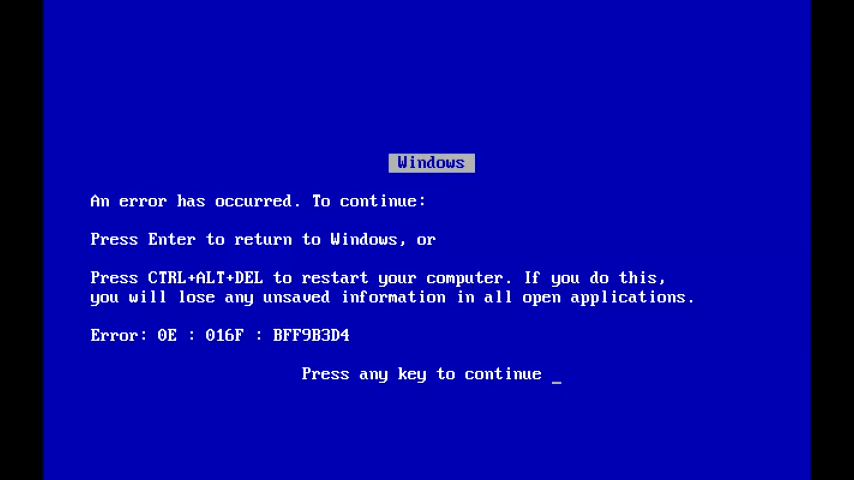 Windows
An error has occurred. To continue:
Press Enter to return to Windows, or
Press CTRL+ALT+DEL to restart your computer. If you do this,
you will lose any unsaved information in all open applications.
Error: 0E : 016F : BFF9B3D4
Press any key to continue _